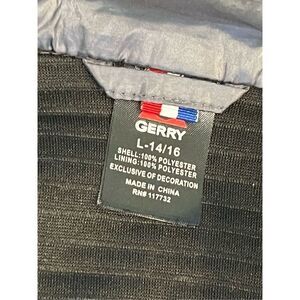 GERRY
L-14/16
SHELL:100% POLYESTER
LINING:100% POLYESTER
EXCLUSIVE OF DECORATION
MADE IN CHINA
RN# 117732